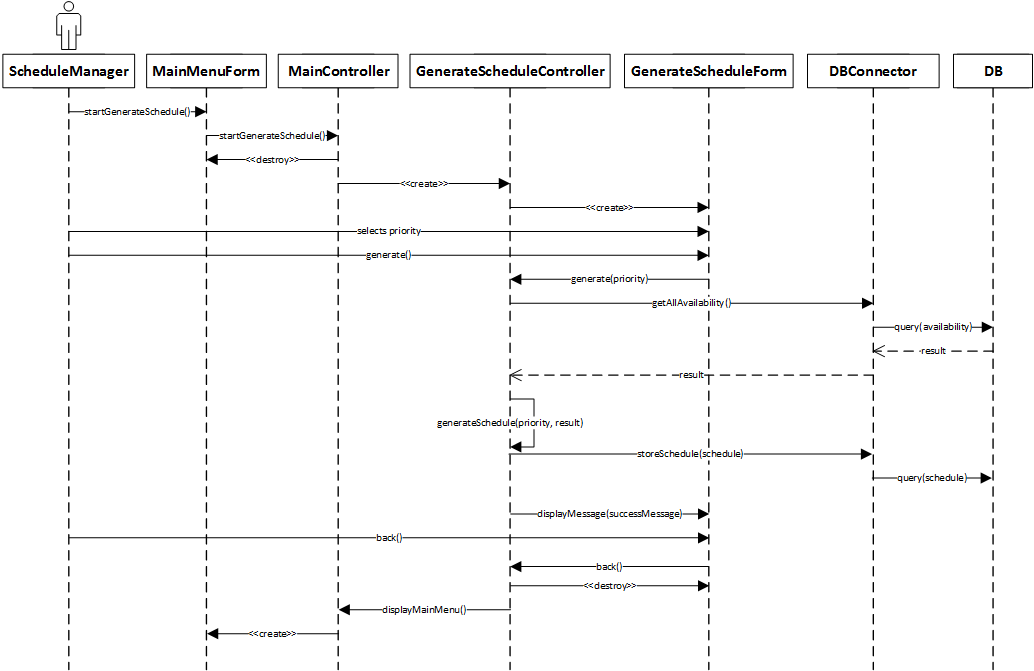 ScheduleManager
MainMenuForm
MainController
GenerateScheduleController
GenerateScheduleForm
DBConnector
DB
startGenerateSchedule()
startGenerateSchedule()
<<destroy>>
<<create>>
<<create>>
selects priority
generate()
generate(priority)
getAllAvailability()
query(availability)
result
result
generateSchedule(priority, result)
storeSchedule(schedule)
query(schedule)
displayMessage(successMessage)
back()
back()
<<destroy>>
displayMainMenu()
<<create>>